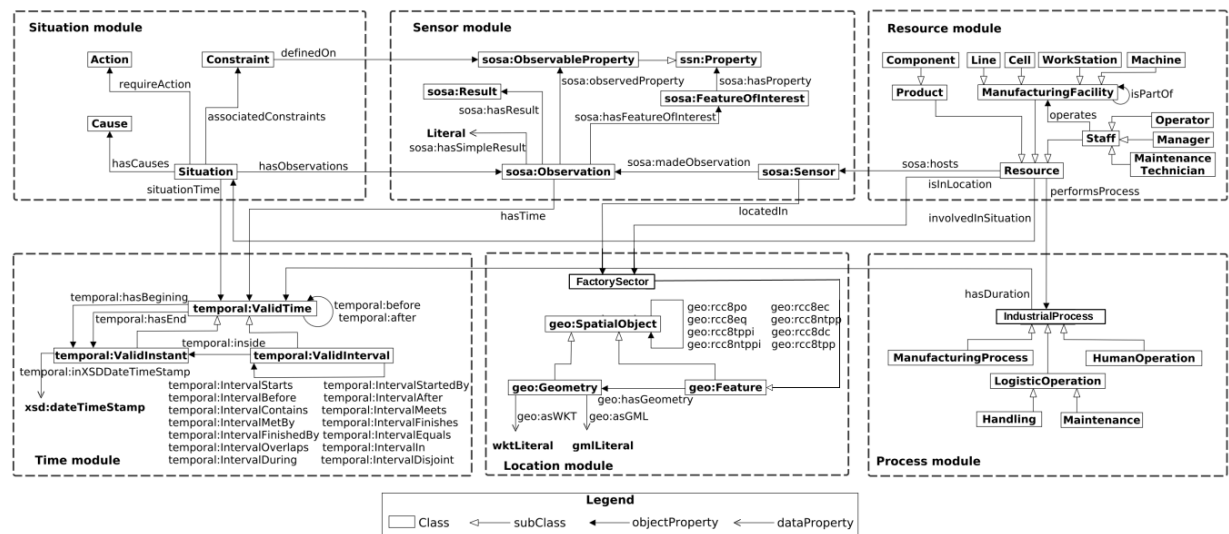 Situation module
Action
Constraint
requireAction
associatedConstraints
Cause
hasCauses
Situation
situationTime
definedOn
hasObservations
Sensor module
sosa:ObservableProperty
ssn:Property
sosa:observedProperty
sosa:hasProperty
sosa:Result
sosa:FeatureOfInterest
sosa:hasResult
sosa:hasFeatureOfInterest
Literal
sosa:hasSimpleResult
sosa:madeObservation
sosa:Observation
sosa:Sensor
hasTime
locatedIn
Resource module
Component
Line
Cell
WorkStation
Machine
Product
ManufacturingFacility
isPartOf
operates
Operator
Staff
Manager
Maintenance
Technician
sosa:hosts
Resource
isInLocation
performsProcess
involvedInSituation
temporal:hasBegining
temporal:ValidTime
temporal:before
temporal:after
temporal:hasEnd
temporal:inside
temporal:ValidInstant
temporal:ValidInterval
temporal:inXSDDateTimeStamp
xsd:dateTimeStamp
temporal:IntervalStarts
temporal:IntervalStartedBy
temporal:IntervalBefore
temporal:IntervalAfter
temporal:IntervalContains
temporal:IntervalMeets
temporal:IntervalMetBy
temporal:IntervalFinishes
temporal:IntervalFinishedBy
temporal:IntervalEquals
temporal:IntervalOverlaps
temporal:IntervalIn
temporal:IntervalDuring
temporal:IntervalDisjoint
Time module
FactorySector
geo:SpatialObject
geo:rcc8po
geo:rcc8ec
geo:rcc8eq
geo:rcc8ntpp
geo:rcc8tppi
geo:rcc8dc
geo:rcc8ntppi
geo:rcc8tpp
geo:Geometry
geo:Feature
geo:hasGeometry
geo:asWKT
geo:asGML
wktLiteral
gmlLiteral
Location module
hasDuration
IndustrialProcess
ManufacturingProcess
HumanOperation
LogisticOperation
Handling
Maintenance
Process module
Legend
Class
subClass
objectProperty
dataProperty